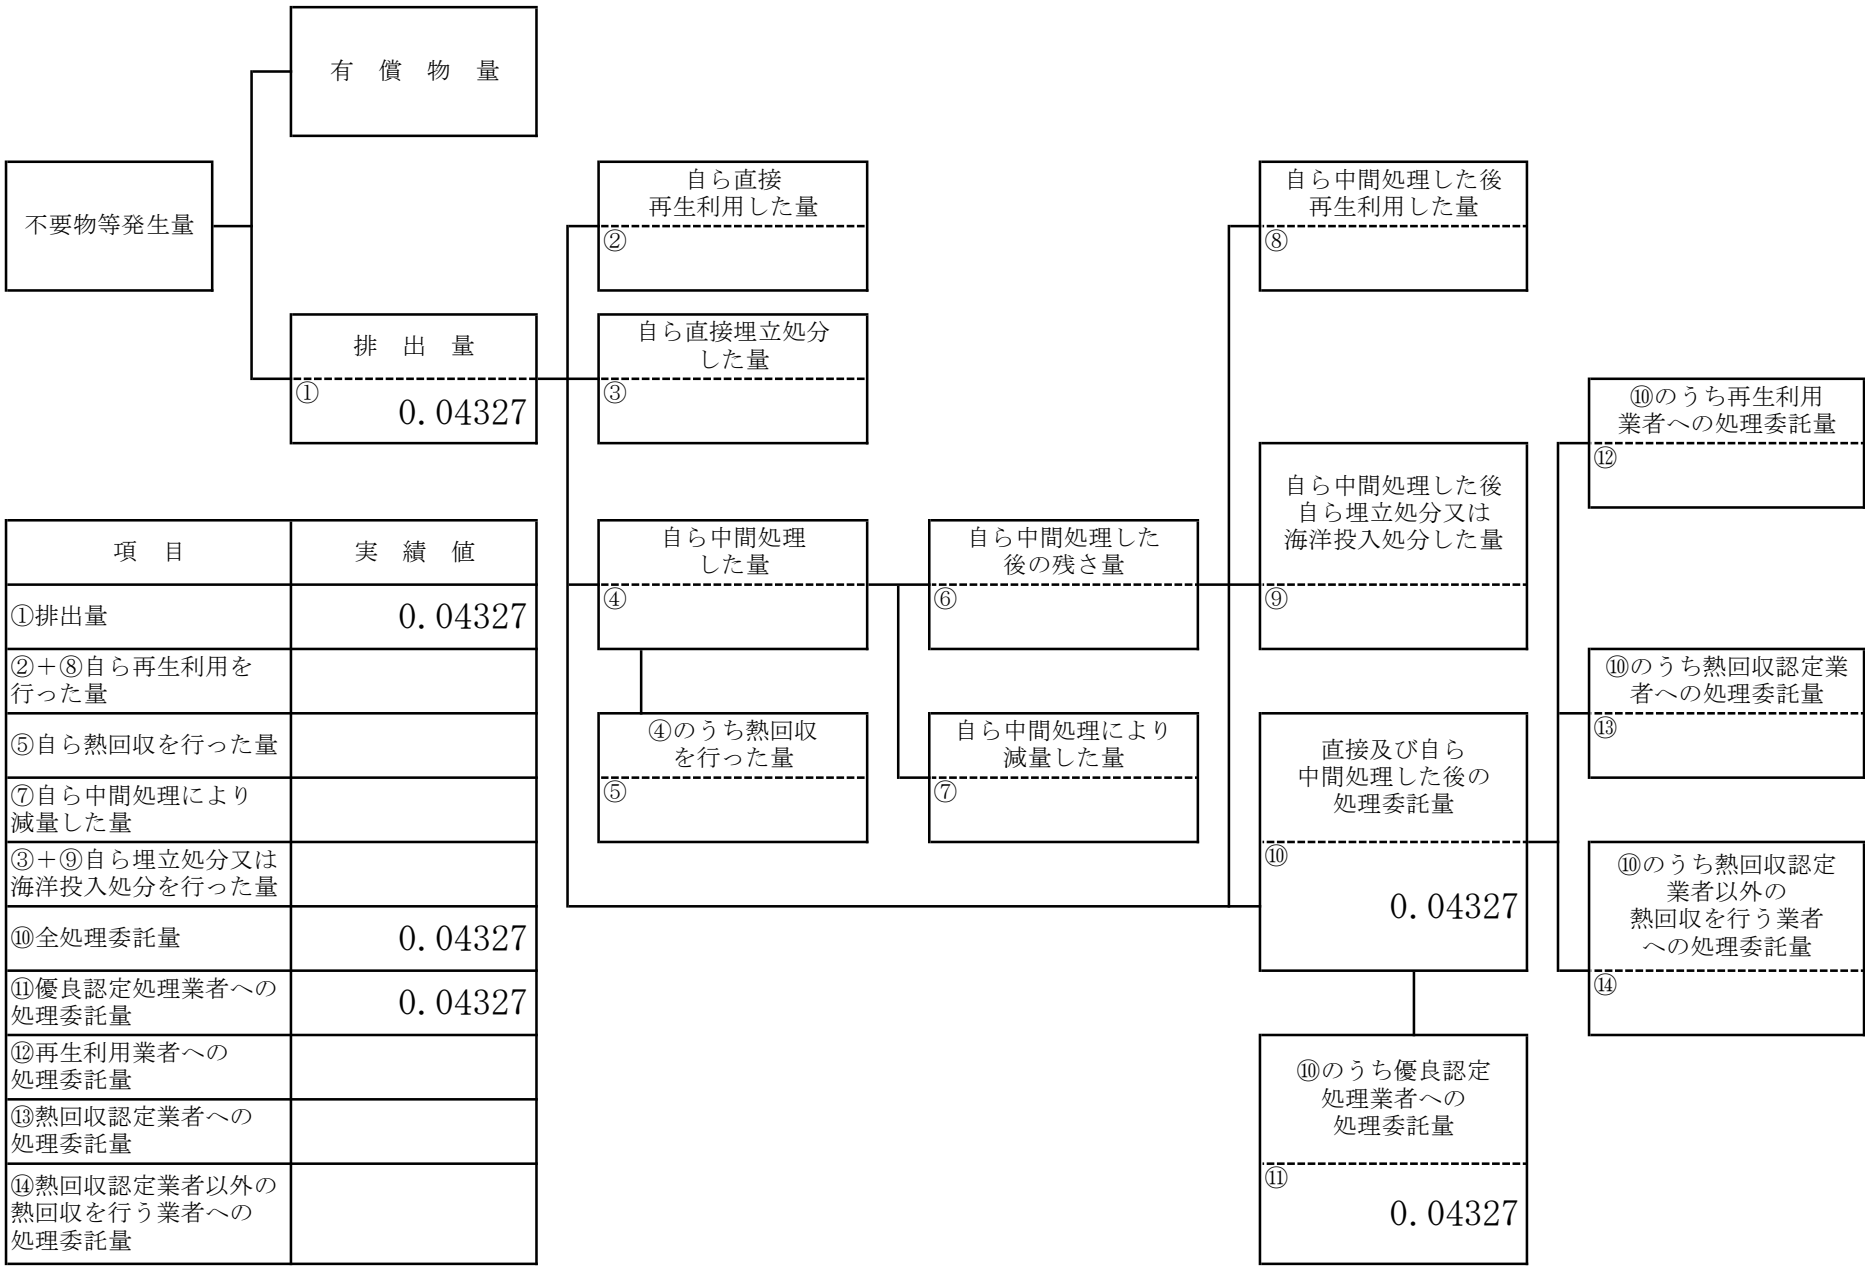 有 償 物 量
不要物等発生量
自ら直接
再生利用した量
②
自ら中間処理した後
再生利用した量
⑧
排 出 量
①
0.04327
自ら直接埋立処分
した量
③
⑩のうち再生利用
業者への処理委託量
⑫
自ら中間処理した後
自ら埋立処分又は
海洋投入処分した量
⑨
自ら中間処理
した量
④
自ら中間処理した
後の残さ量
⑥
⑩のうち熱回収認定業
者への処理委託量
⑬
④のうち熱回収
を行った量
⑤
自ら中間処理により
減量した量
⑦
直接及び自ら
中間処理した後の
処理委託量
⑩
0.04327
⑩のうち熱回収認定
業者以外の
熱回収を行う業者
への処理委託量
⑭
⑩のうち優良認定
処理業者への
処理委託量
⑪
0.04327
項 目 実 績 値
①排出量 0.04327
②+⑧自ら再生利用を
行った量
⑤自ら熱回収を行った量
⑦自ら中間処理により
減量した量
③+⑨自ら埋立処分又は
海洋投入処分を行った量
⑩全処理委託量 0.04327
⑪優良認定処理業者への
処理委託量 0.04327
⑫再生利用業者への
処理委託量
⑬熱回収認定業者への
処理委託量
⑭熱回収認定業者以外の
熱回収を行う業者への
処理委託量